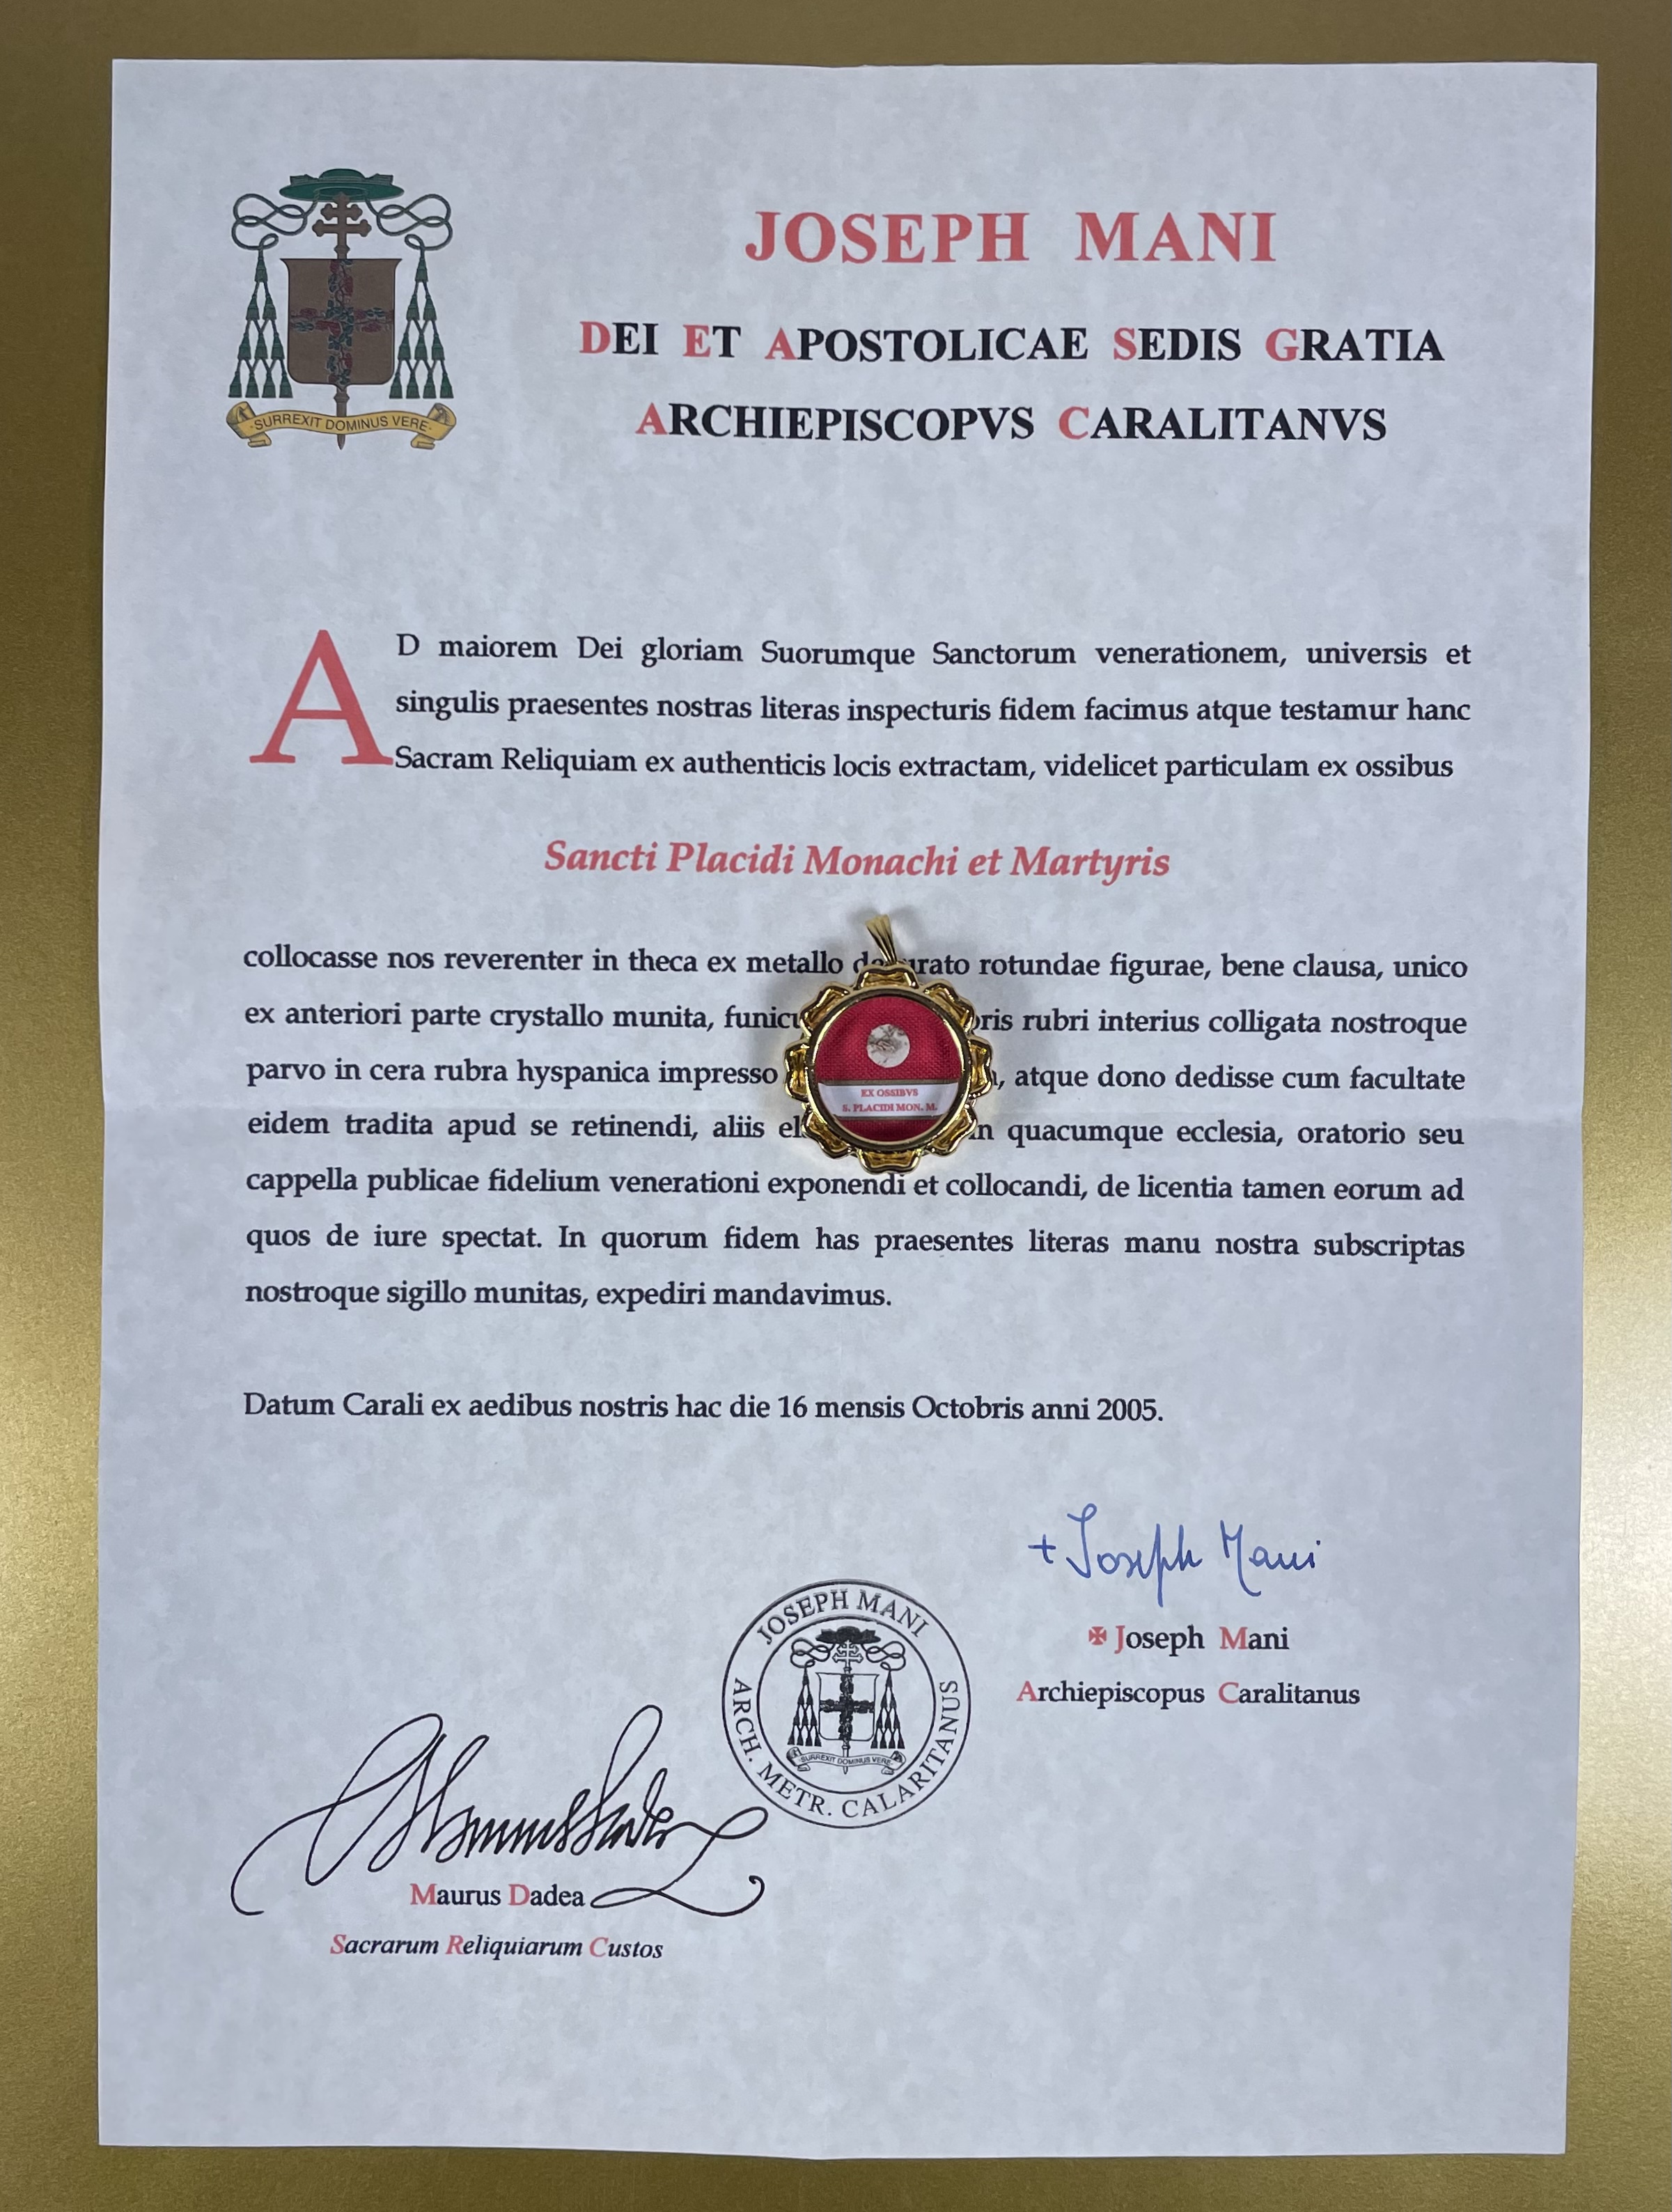 JOSEPH MANI
DEI ET APOSTOLICAE SEDIS GRATIA
ARCHIEPISCOPVS CARALITANVS
-SURREXIT DOMINUS VERE-
AD maiorem Dei gloriam Suorumque Sanctorum venerationem, universis et
singulis praesentes nostras literas inspecturis fidem facimus atque testamur hanc
Sacram Reliquiam ex authenticis locis extractam, videlicet particulam ex ossibus
Sancti Placidi Monachi et Martyris
collocasse nos reverenter in theca ex metallo rotundae figurae, bene clausa, unico
ex anteriori parte crystallo munita, rubri interius colligata nostroque
parvo in cera rubra hyspanica impresso , atque dono dedisse cum facultate
eidem tradita apud se retinendi, aliis quacumque ecclesia, oratorio seu
cappella publicae fidelium venerationi exponendi et collocandi, de licentia tamen eorum ad
quos de iure spectat. In quorum fidem has praesentes literas manu nostra subscriptas
nostroque sigillo munitas, expediri mandavimus.
EX OSSIBVS
S. PLACIDI MON. M.
Datum Carali ex aedibus nostris hac die 16 mensis Octobris anni 2005.
+ Joseph Mani
✠ Joseph Mani
Archiepiscopus Caralitanus
JOSEPH MANI
ARCH. METR. CALARITANUS
-SURREXIT DOMINUS VERE-
Maurus Dadea
Sacrarum Reliquiarum Custos